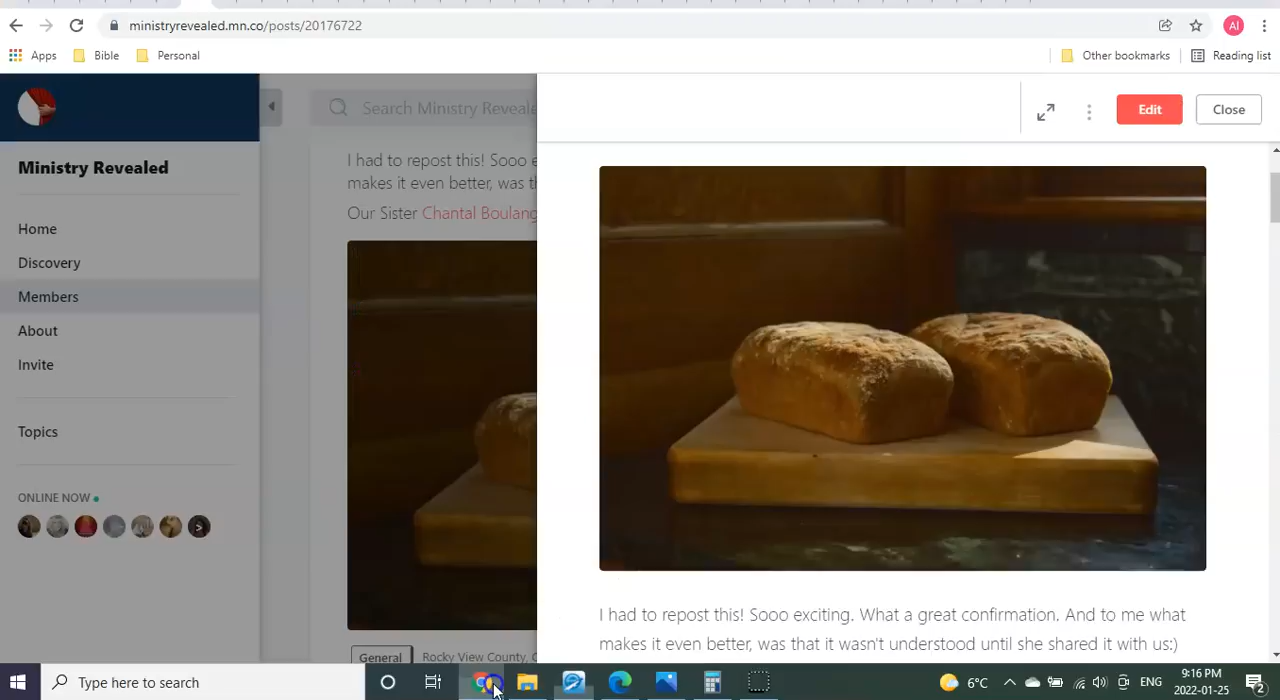 ministryrevealed.mn.co/posts/20176722
Al
Apps
Bible
Personal
Other bookmarks
Reading list
Search Ministry Reveale
Edit
Close
Ministry Revealed
I had to repost this! Sooo e
makes it even better, was th
Our Sister Chantal Boulang
Home
Discovery
Members
About
Invite
Topics
ONLINE NOW
I had to repost this! Sooo exciting. What a great confirmation. And to me what
makes it even better, was that it wasn't understood until she shared it with us:)
General
Rocky View County,
Type here to search
6°C
ENG
9:16 PM
2022-01-25
2